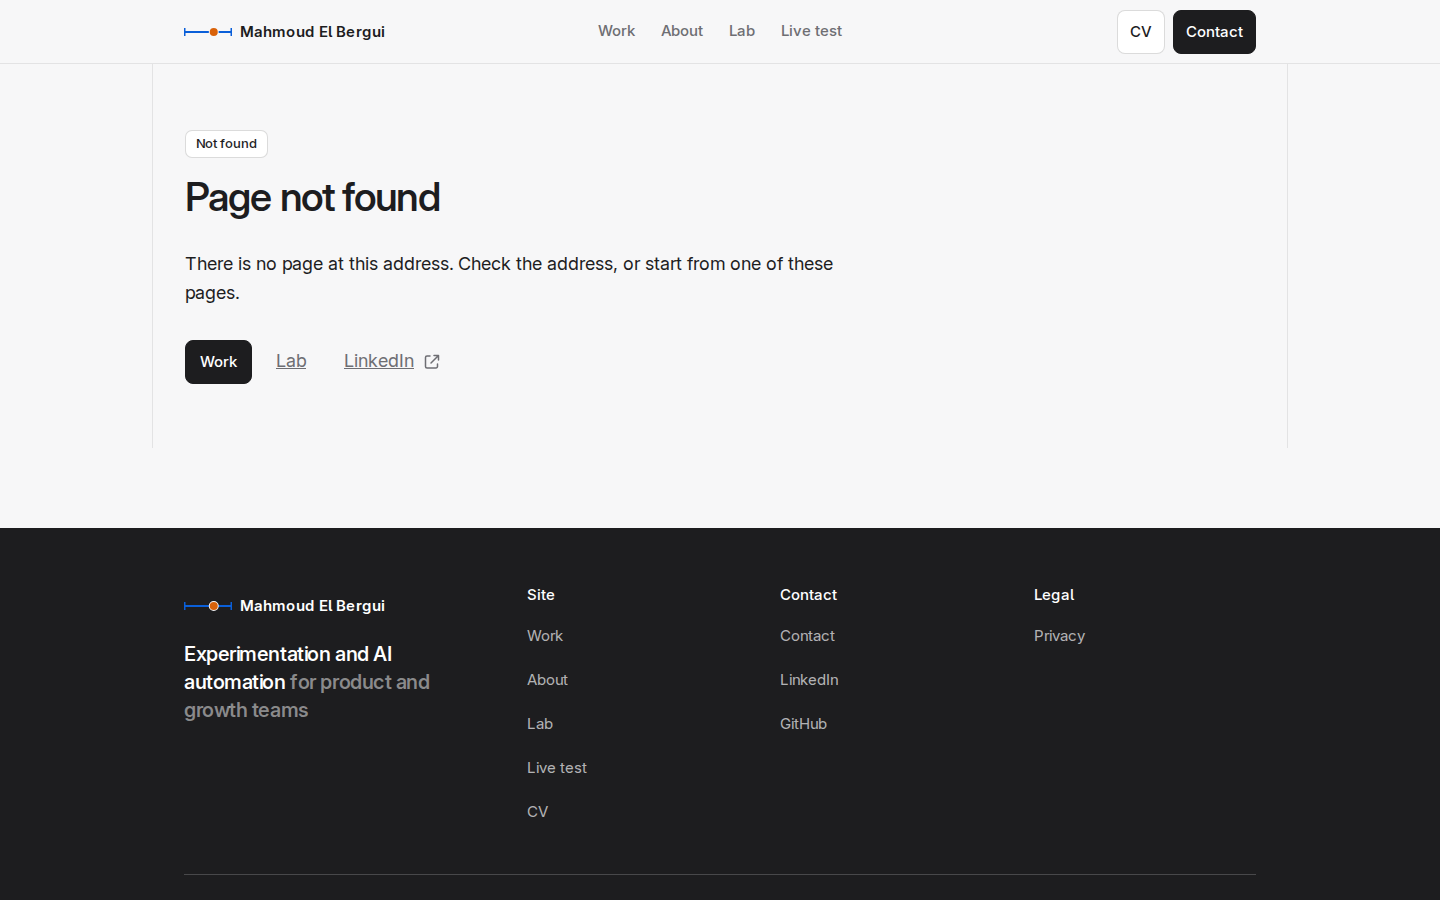 Mahmoud El Bergui
Work
About
Lab
Live test
CV
Contact
Not found
Page not found
There is no page at this address. Check the address, or start from one of these
pages.
Work
Lab
LinkedIn
Mahmoud El Bergui
Experimentation and AI
automation for product and
growth teams
Site
Work
About
Lab
Live test
CV
Contact
Contact
LinkedIn
GitHub
Legal
Privacy